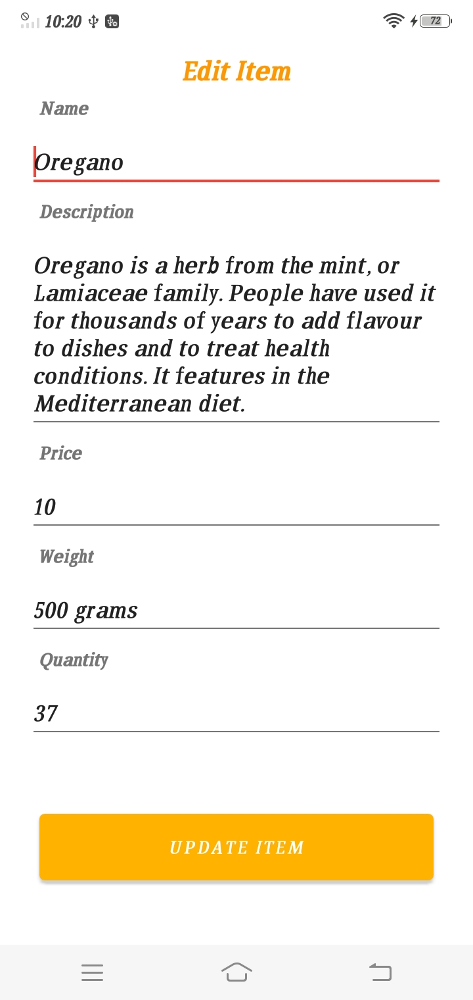 10:20
72
Edit Item
Name
Oregano
Description
Oregano is a herb from the mint, or
Lamiaceae family. People have used it
for thousands of years to add flavour
to dishes and to treat health
conditions. It features in the
Mediterranean diet.
Price
10
Weight
500 grams
Quantity
37
UPDATE ITEM